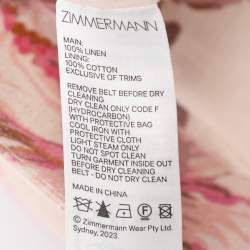 ZIMMERMANN
MAIN:
100% LINEN
LINING:
100% COTTON
EXCLUSIVE OF TRIMS
REMOVE BELT BEFORE DRY
CLEANING
DRY CLEAN ONLY CODE F
(HYDROCARBON)
WITH PROTECTIVE BAG
COOL IRON WITH
PROTECTIVE CLOTH
LIGHT STEAM ONLY
DO NOT SPOT CLEAN
TURN GARMENT INSIDE OUT
BEFORE DRY CLEANING
BELT - DO NOT DRY CLEAN
MADE IN CHINA
F
© Zimmermann Wear Pty Ltd.
Sydney, 2023.